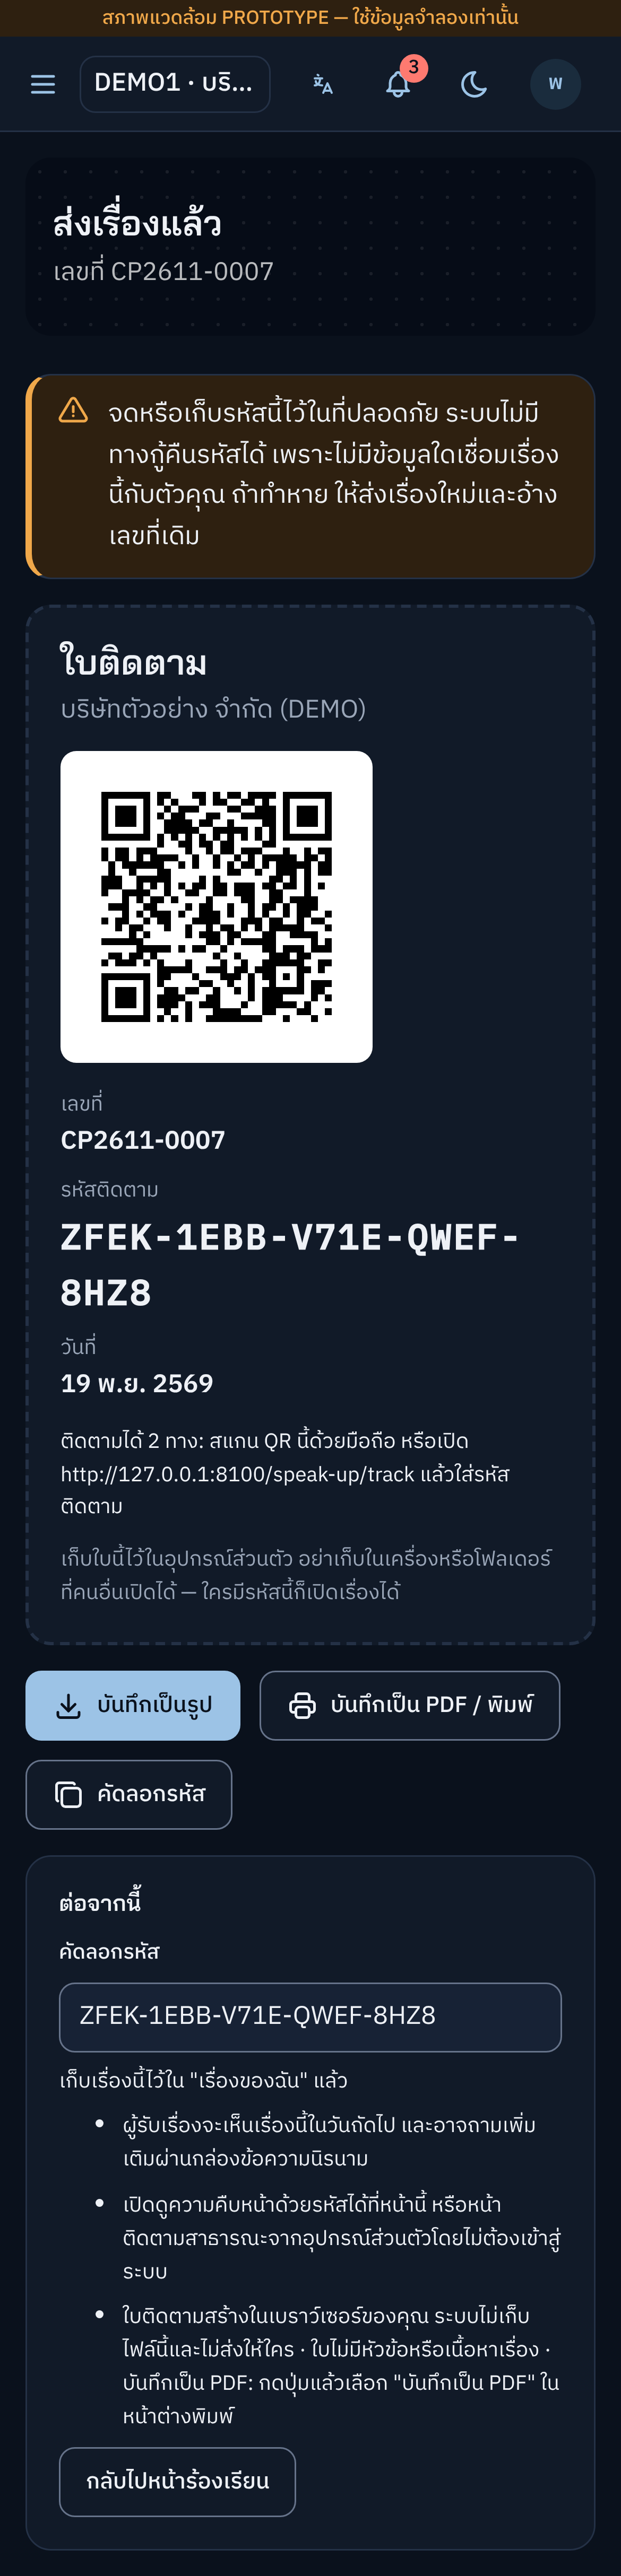 สภาพแวดล้อม PROTOTYPE — ใช้ข้อมูลจำลองเท่านั้น
DEMO1 · บริ...
3
W
ส่งเรื่องแล้ว
เลขที่ CP2611-0007
จดหรือเก็บรหัสนี้ไว้ในที่ปลอดภัย ระบบไม่มี
ทางกู้คืนรหัสได้ เพราะไม่มีข้อมูลใดเชื่อมเรื่อง
นี้กับตัวคุณ ถ้าทำหาย ให้ส่งเรื่องใหม่และอ้าง
เลขที่เดิม
ใบติดตาม
บริษัทตัวอย่าง จำกัด (DEMO)
เลขที่
CP2611-0007
รหัสติดตาม
ZFEK-1EBB-V71E-QWEF-
8HZ8
วันที่
19 พ.ย. 2569
ติดตามได้ 2 ทาง: สแกน QR นี้ด้วยมือถือ หรือเปิด
http://127.0.0.1:8100/speak-up/track แล้วใส่รหัส
ติดตาม
เก็บใบนี้ไว้ในอุปกรณ์ส่วนตัว อย่าเก็บในเครื่องหรือโฟลเดอร์
ที่คนอื่นเปิดได้ — ใครมีรหัสนี้ก็เปิดเรื่องได้
บันทึกเป็นรูป
บันทึกเป็น PDF / พิมพ์
คัดลอกรหัส
ต่อจากนี้
คัดลอกรหัส
ZFEK-1EBB-V71E-QWEF-8HZ8
เก็บเรื่องนี้ไว้ใน "เรื่องของฉัน" แล้ว
• ผู้รับเรื่องจะเห็นเรื่องนี้ในวันถัดไป และอาจถามเพิ่ม
เติมผ่านกล่องข้อความนิรนาม
• เปิดดูความคืบหน้าด้วยรหัสได้ที่หน้านี้ หรือหน้า
ติดตามสาธารณะจากอุปกรณ์ส่วนตัวโดยไม่ต้องเข้าสู่
ระบบ
• ใบติดตามสร้างในเบราว์เซอร์ของคุณ ระบบไม่เก็บ
ไฟล์นี้และไม่ส่งให้ใคร · ใบไม่มีหัวข้อหรือเนื้อหาเรื่อง ·
บันทึกเป็น PDF: กดปุ่มแล้วเลือก "บันทึกเป็น PDF" ใน
หน้าต่างพิมพ์
กลับไปหน้าร้องเรียน